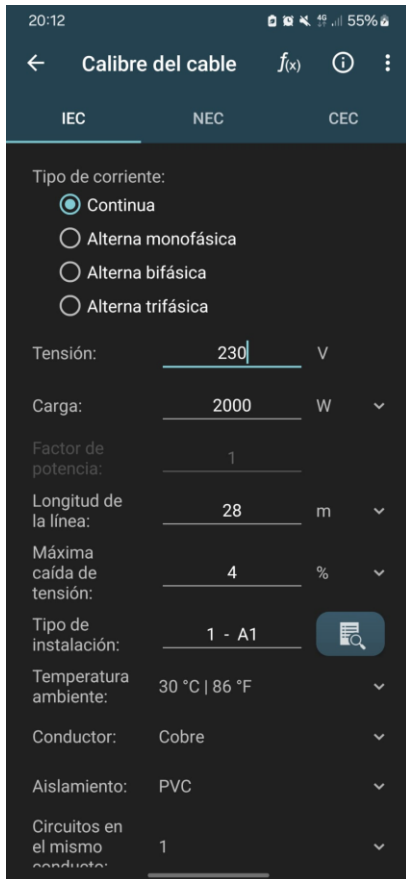 20:12 4G 55%
Calibre del cable f(x)
IEC NEC CEC
Tipo de corriente:
Continua
Alterna monofásica
Alterna bifásica
Alterna trifásica
Tensión: 230 V
Carga: 2000 W
Factor de
potencia: 1
Longitud de
la línea: 28 m
Máxima
caída de
tensión: 4 %
Tipo de
instalación: 1 - A1
Temperatura
ambiente: 30 °C | 86 °F
Conductor: Cobre
Aislamiento: PVC
Circuitos en
el mismo 1
conducto: